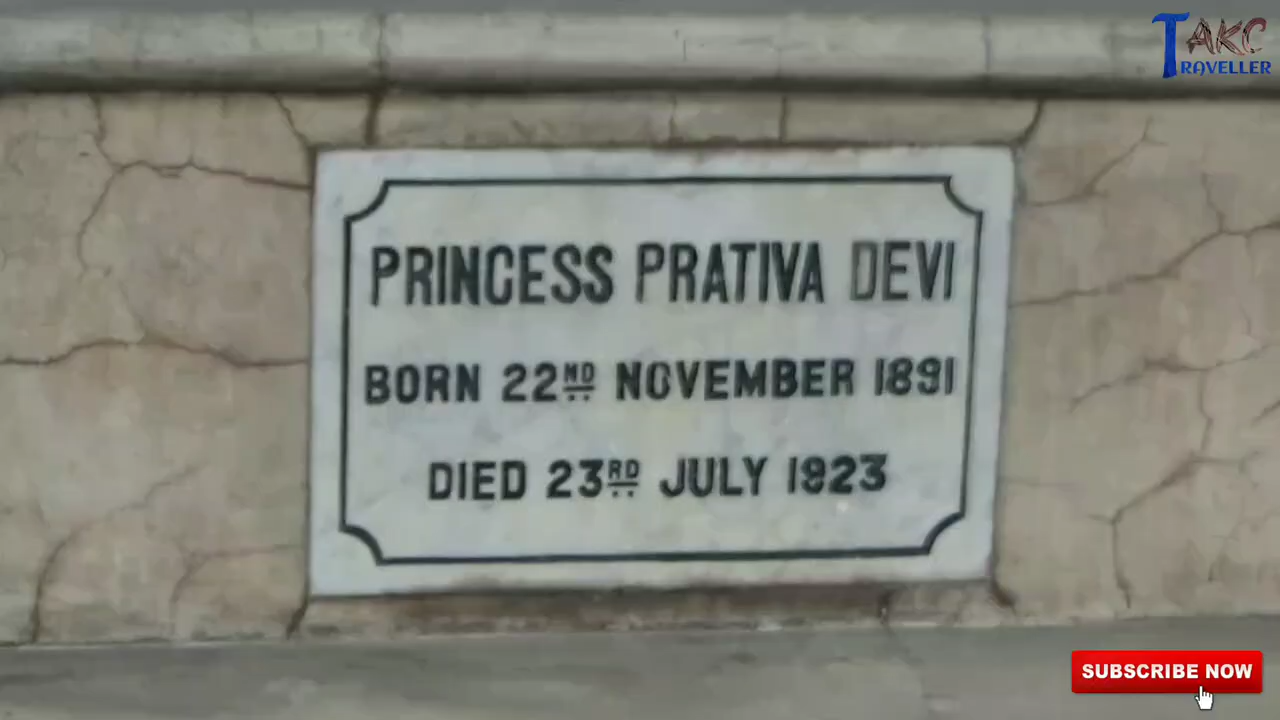 TAKC
TRAVELLER
PRINCESS PRATIVA DEVI
BORN 22ND NOVEMBER 1891
DIED 23RD JULY 1923
SUBSCRIBE NOW